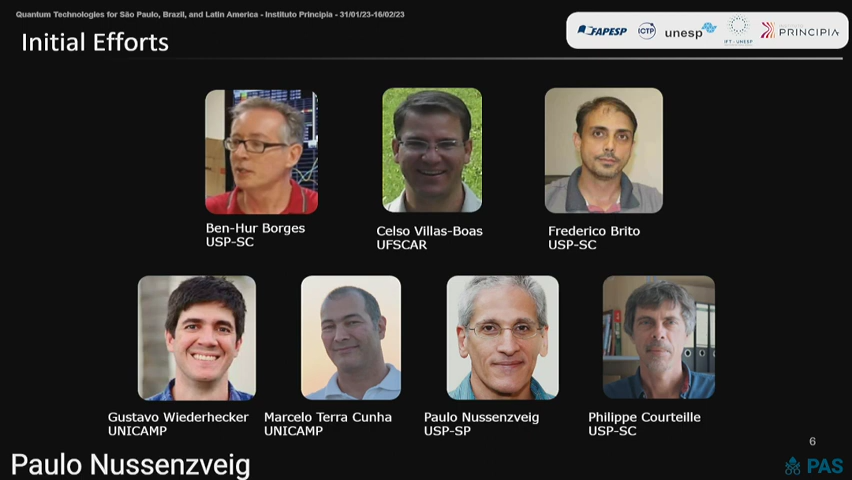 Quantum Technologies for São Paulo, Brazil, and Latin America - Instituto Principia - 31/01/23-16/02/23
Initial Efforts
FAPESP
ICTP
unesp
IFT - UNESP
PRINCIPIA
Ben-Hur Borges
USP-SC
Celso Villas-Boas
UFSCAR
Frederico Brito
USP-SC
Gustavo Wiederhecker
UNICAMP
Marcelo Terra Cunha
UNICAMP
Paulo Nussenzveig
USP-SP
Philippe Courteille
USP-SC
6
Paulo Nussenzveig
PAS